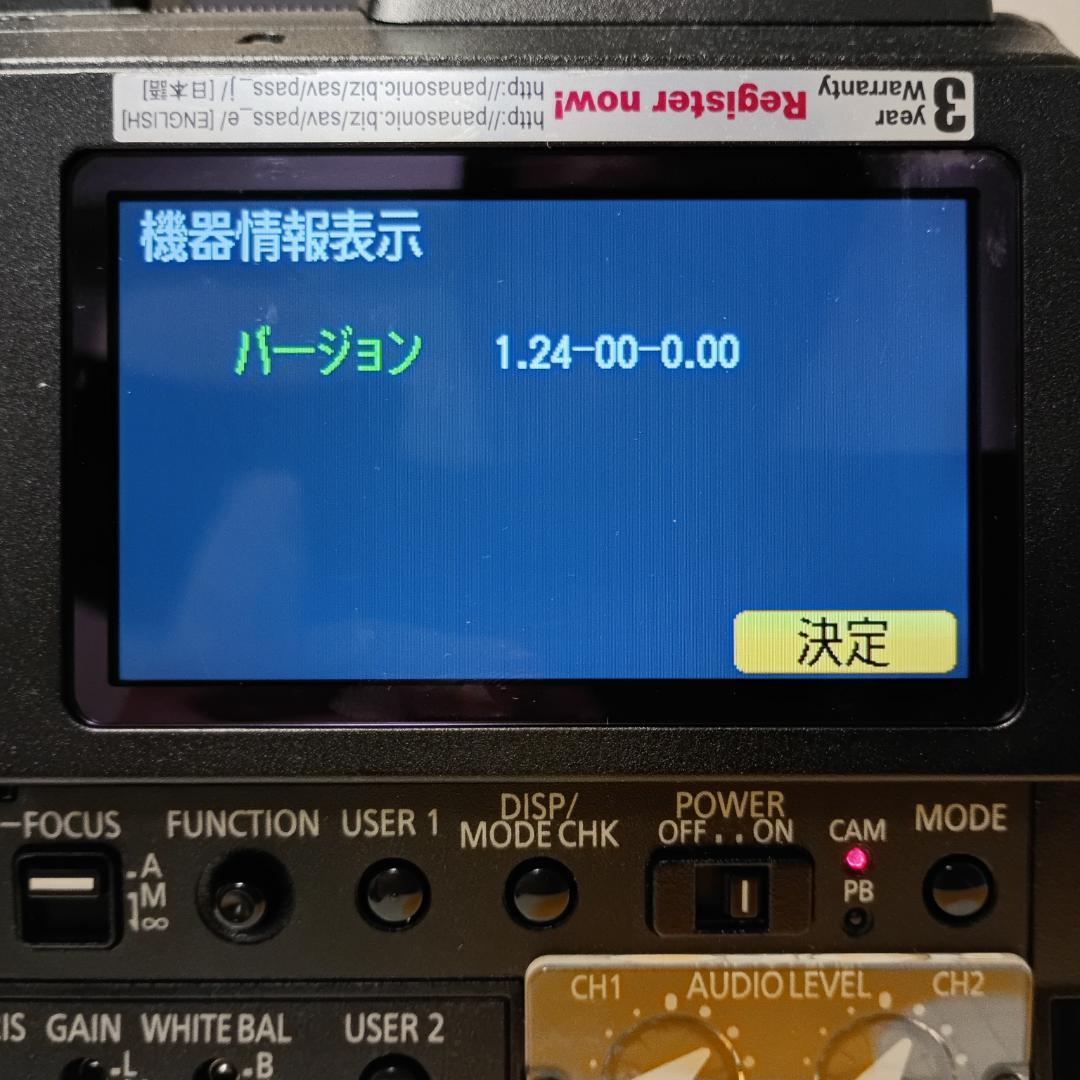 3 year
Warranty
Register now!
http://panasonic.biz/sav/pass_e/ [ENGLISH]
http://panasonic.biz/sav/pass_j/ [日本語]
機器情報表示
バージョン 1.24-00-0.00
決定
FOCUS
A
M
∞
FUNCTION
USER 1
DISP/
MODE CHK
POWER
OFF ON
CAM
PB
MODE
CH1 AUDIO LEVEL CH2
IS GAIN WHITE BAL USER 2
L B